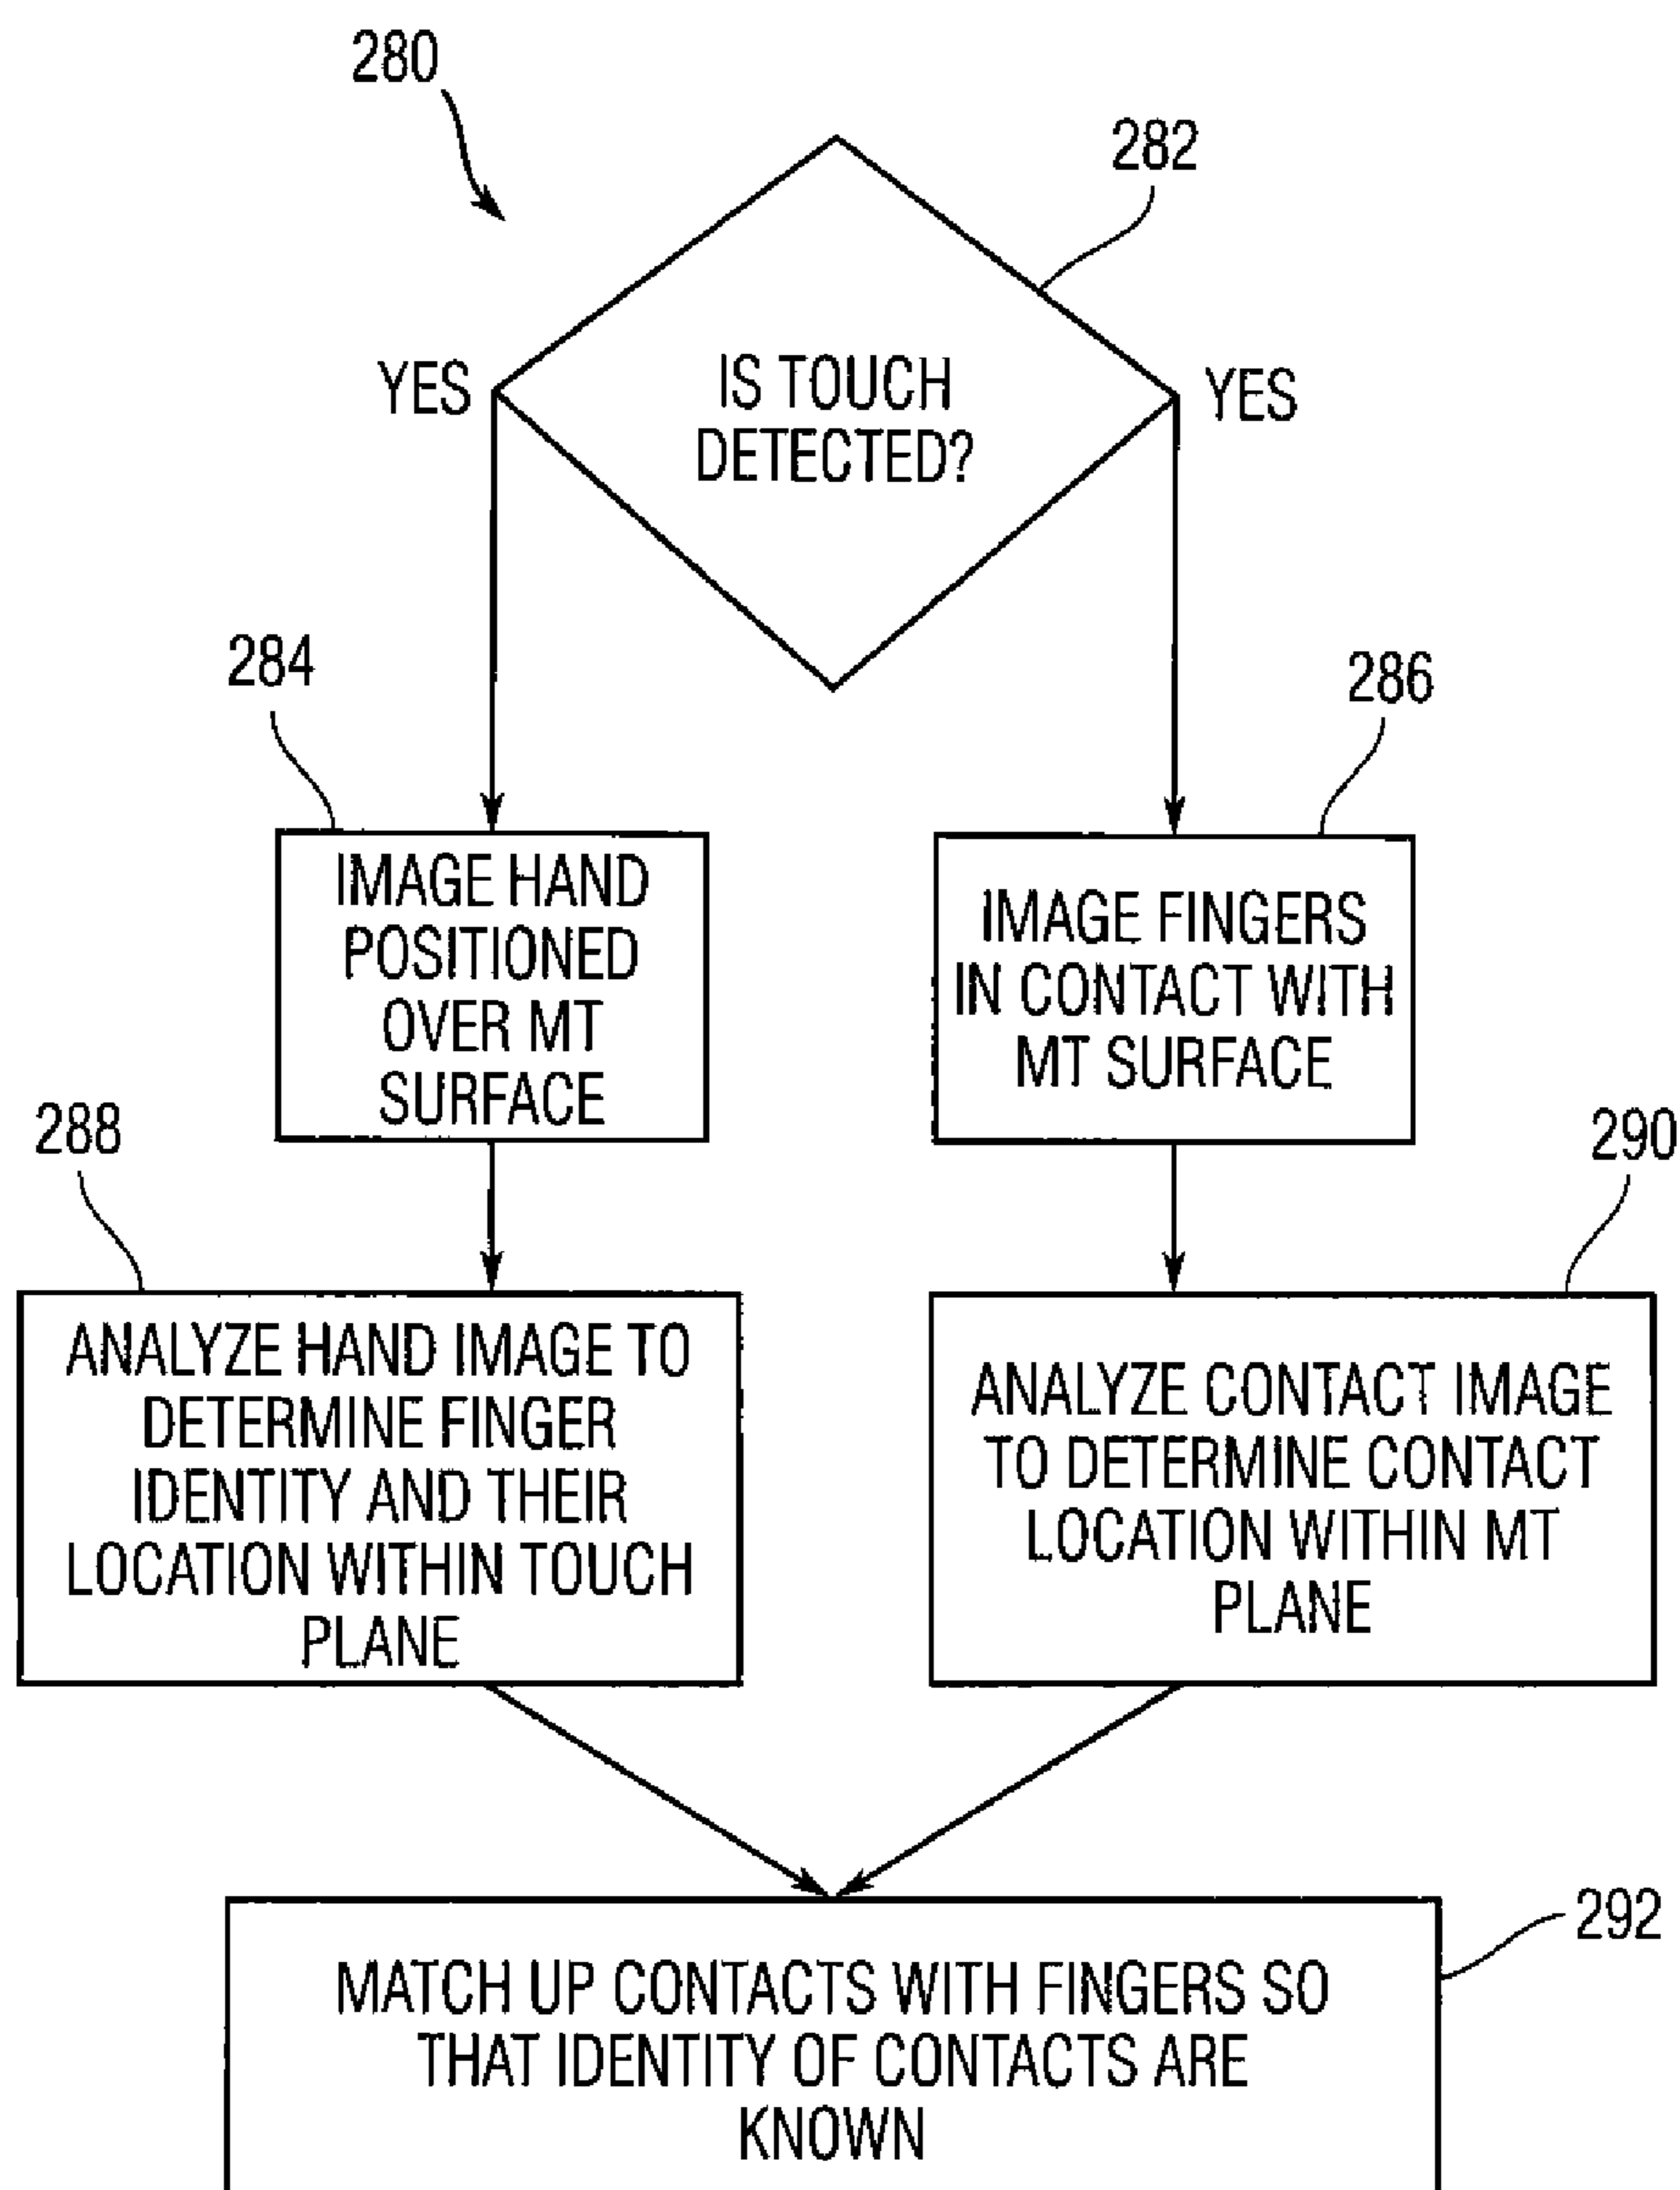 280
282
YES
IS TOUCH
DETECTED?
YES
284
286
IMAGE HAND
POSITIONED
OVER MT
SURFACE
IMAGE FINGERS
IN CONTACT WITH
MT SURFACE
288
290
ANALYZE HAND IMAGE TO
DETERMINE FINGER
IDENTITY AND THEIR
LOCATION WITHIN TOUCH
PLANE
ANALYZE CONTACT IMAGE
TO DETERMINE CONTACT
LOCATION WITHIN MT
PLANE
292
MATCH UP CONTACTS WITH FINGERS SO
THAT IDENTITY OF CONTACTS ARE
KNOWN